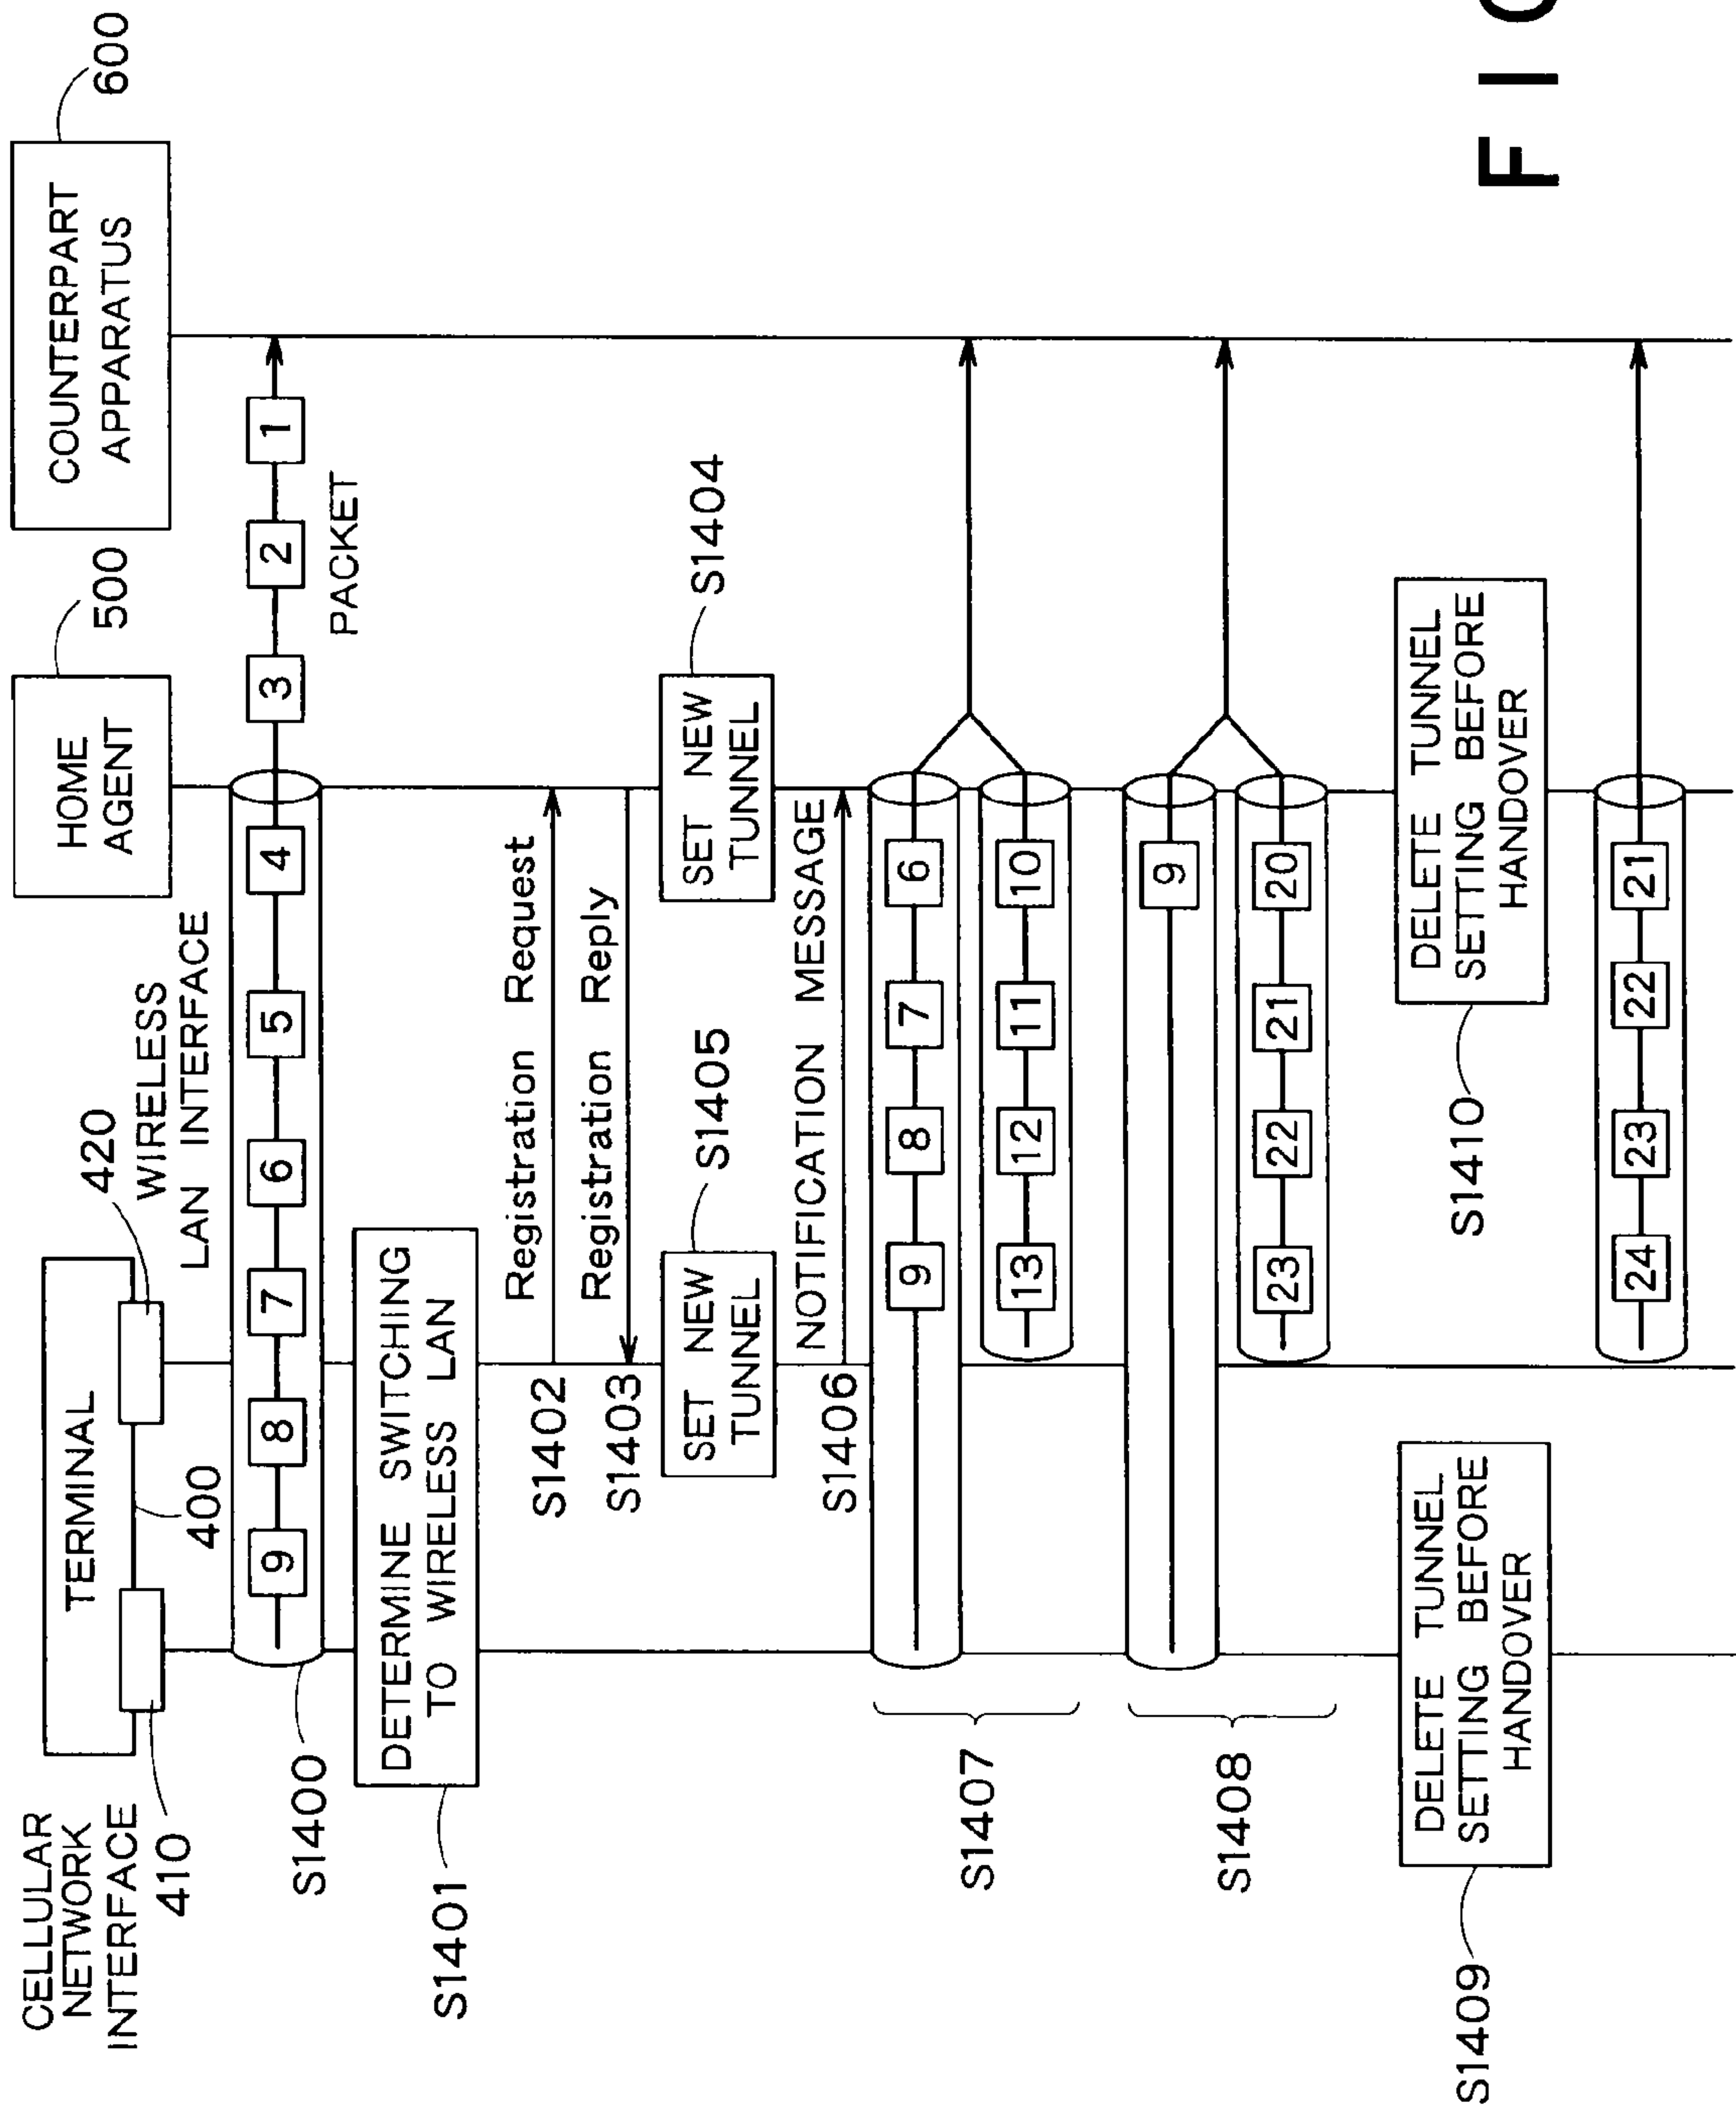 CELLULAR
NETWORK
INTERFACE
410
TERMINAL
400
420
WIRELESS
LAN INTERFACE
HOME
AGENT
500
COUNTERPART
APPARATUS
600
S1400
9 8 7 6 5 4 3 2 1
PACKET
S1401
DETERMINE SWITCHING
TO WIRELESS LAN
S1402
Registration Request
S1403
Registration Reply
SET NEW
TUNNEL
S1405
SET NEW
TUNNEL
S1404
S1406
NOTIFICATION MESSAGE
S1407
9 8 7 6
13 12 11 10
S1408
9
23 22 21 20
S1409
DELETE TUNNEL
SETTING BEFORE
HANDOVER
S1410
DELETE TUNNEL
SETTING BEFORE
HANDOVER
24 23 22 21